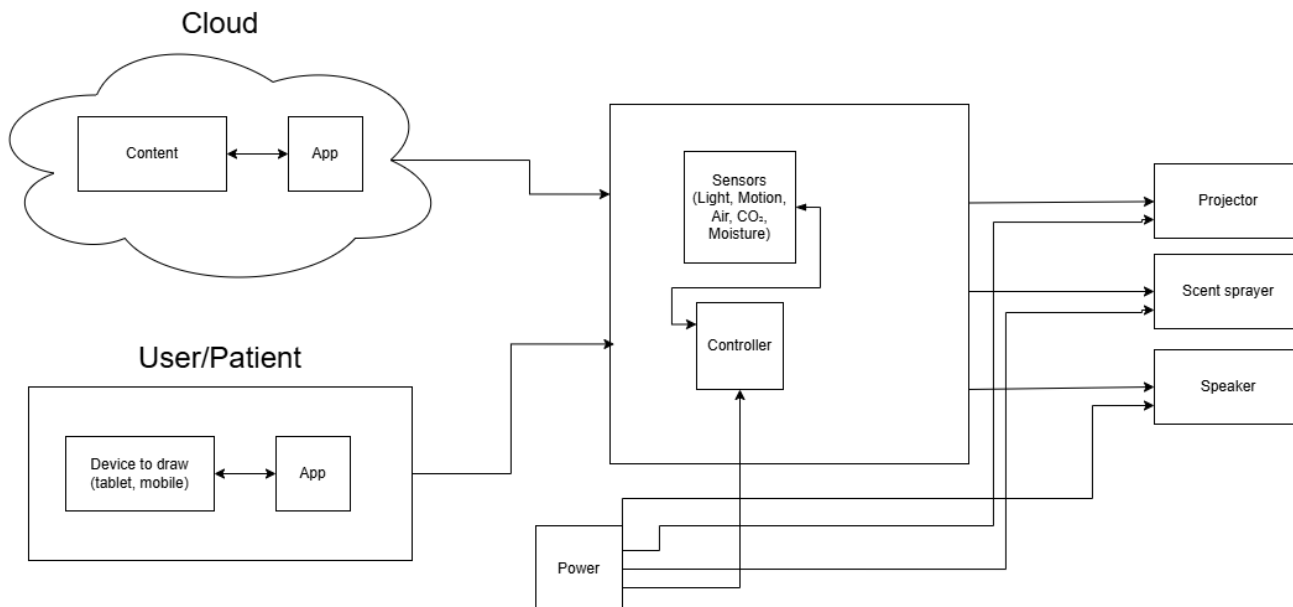 Cloud
Content
App
Sensors
(Light, Motion,
Air, CO₂,
Moisture)
Projector
Scent sprayer
Controller
Speaker
User/Patient
Device to draw
(tablet, mobile)
App
Power